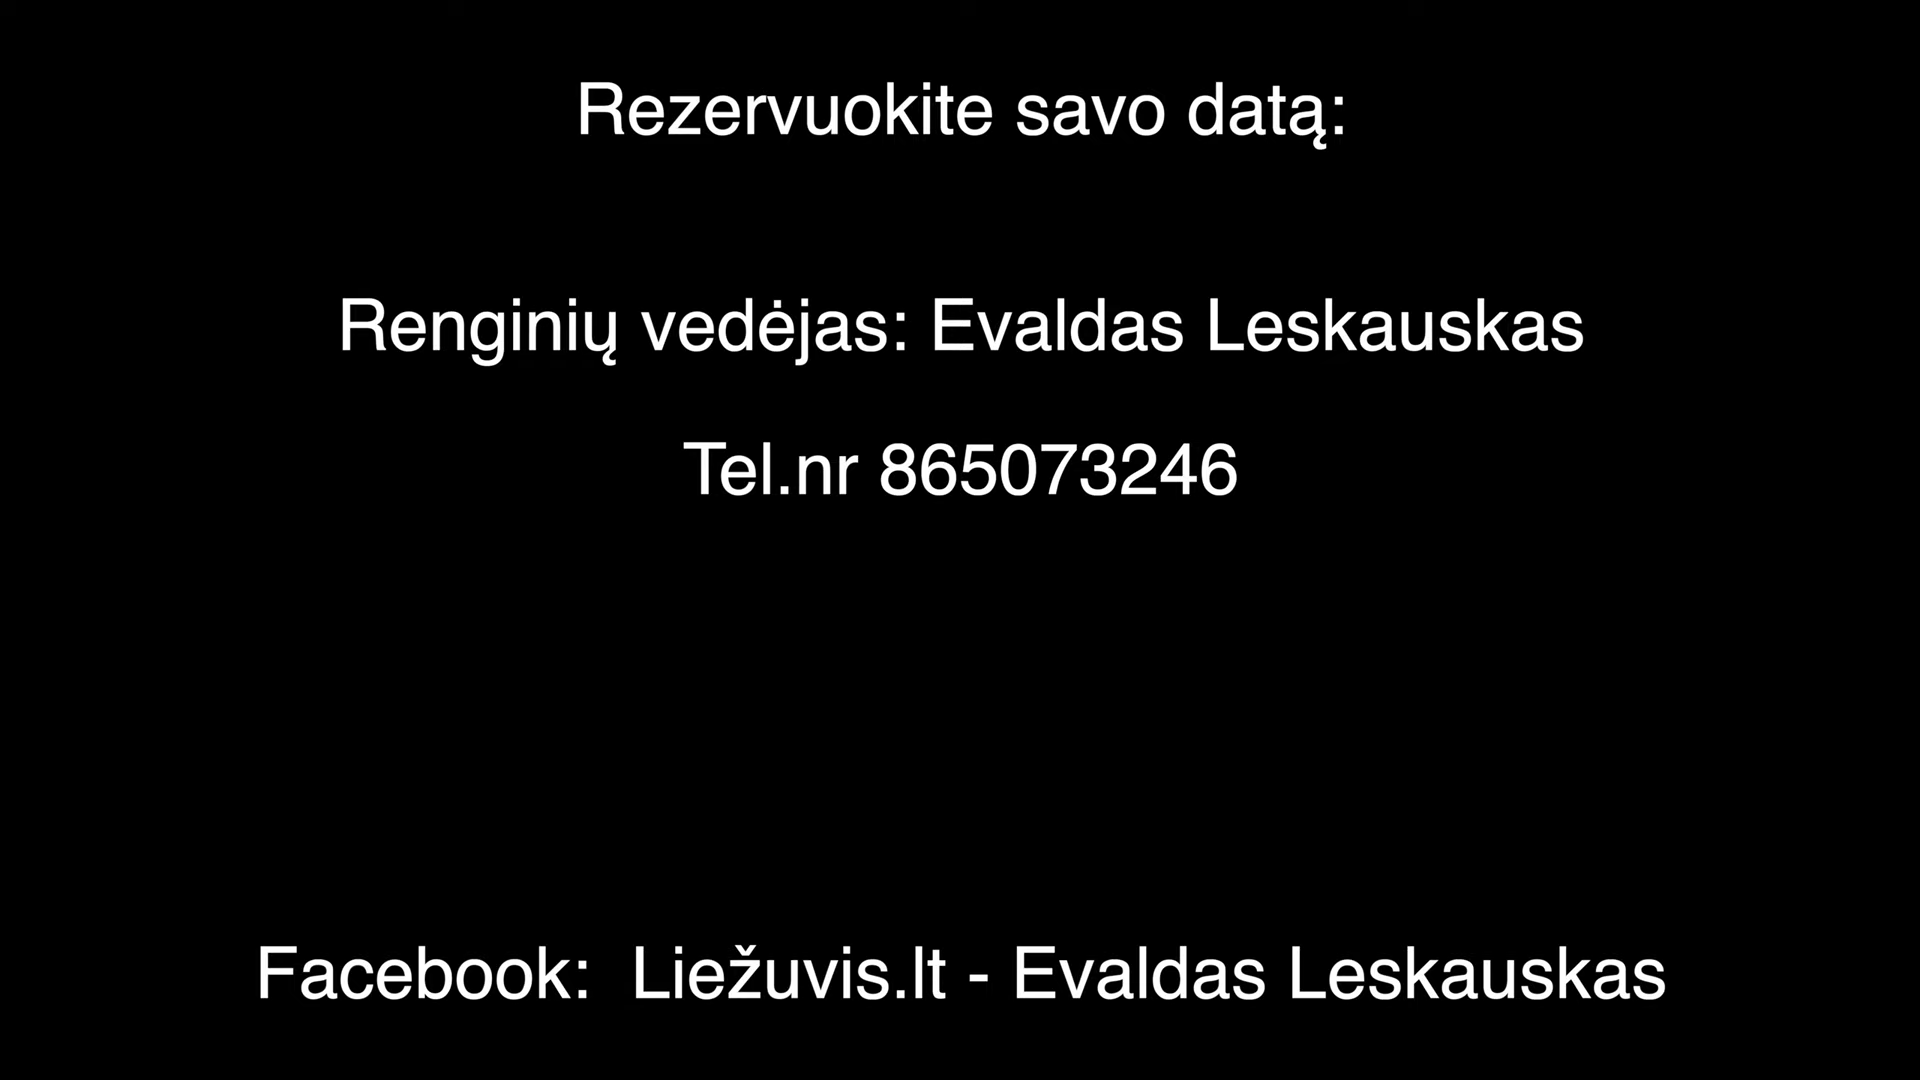 Rezervuokite savo datą:
Renginių vedėjas: Evaldas Leskauskas
Tel.nr 865073246
Facebook:  Liežuvis.lt - Evaldas Leskauskas